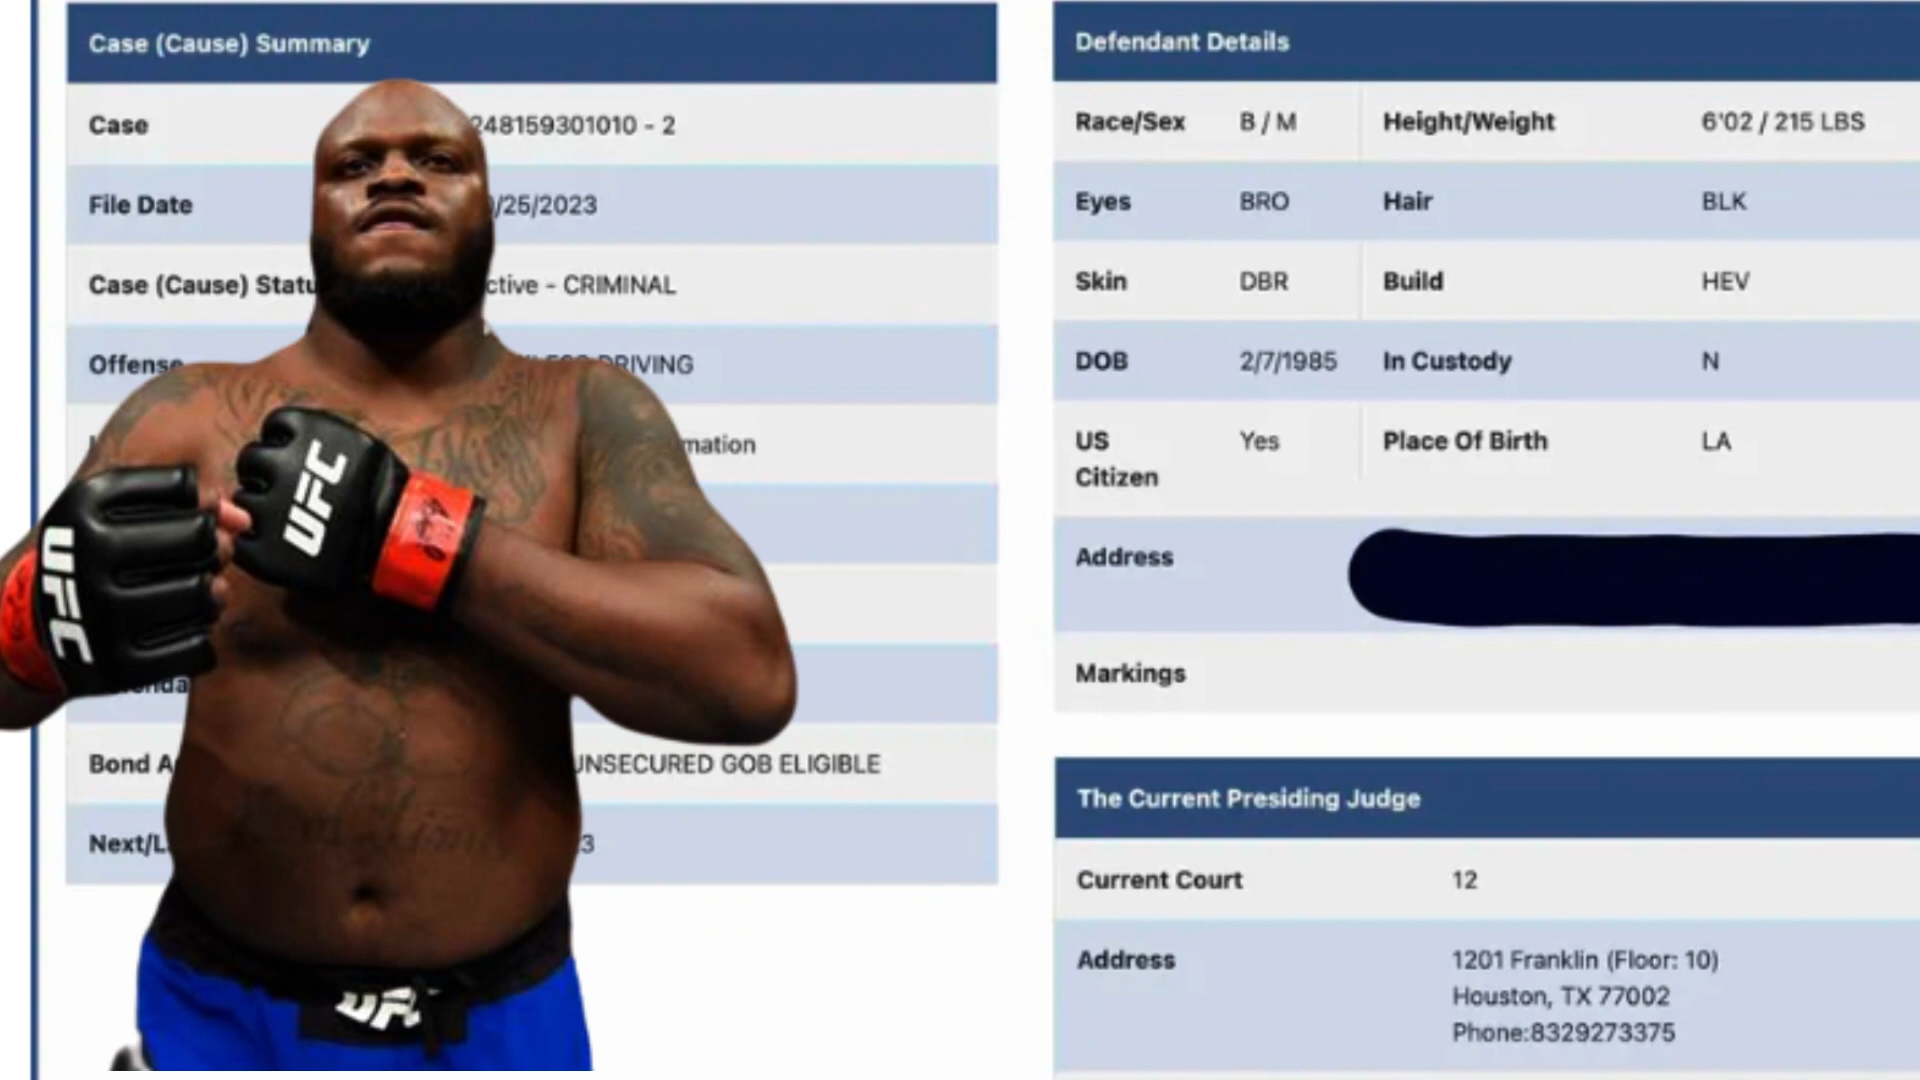 Case (Cause) Summary
Case 248159301010 - 2
File Date /25/2023
Case (Cause) Statu ctive - CRIMINAL
Offense DRIVING
mation
Bond A UNSECURED GOB ELIGIBLE
Next/L 3
UFC
UFC
UFC
Defendant Details
Race/Sex B / M Height/Weight 6'02 / 215 LBS
Eyes BRO Hair BLK
Skin DBR Build HEV
DOB 2/7/1985 In Custody N
US Yes Place Of Birth LA
Citizen
Address
Markings
The Current Presiding Judge
Current Court 12
Address 1201 Franklin (Floor: 10)
Houston, TX 77002
Phone:8329273375